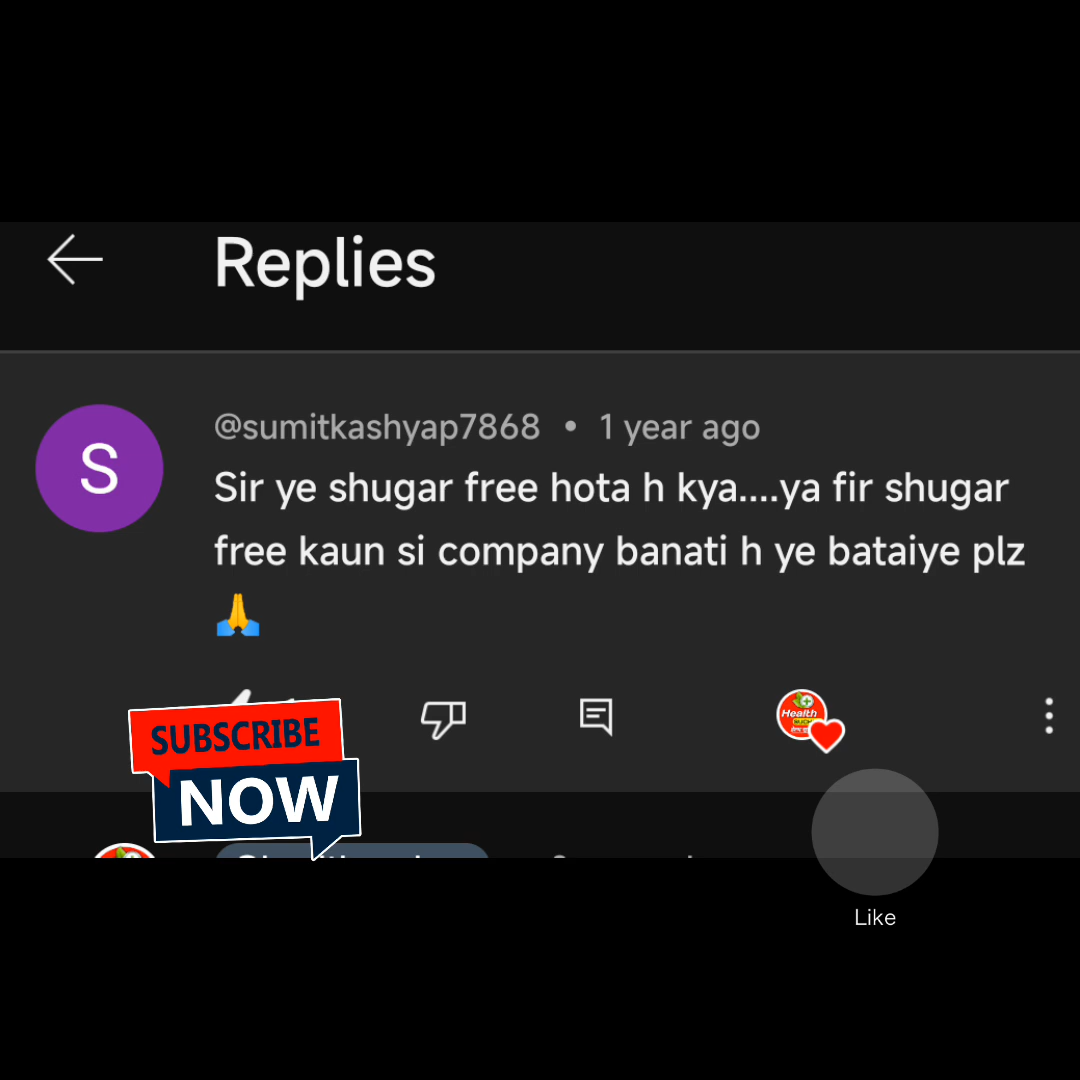 Replies
@sumitkashyap7868 • 1 year ago
Sir ye shugar free hota h kya....ya fir shugar
free kaun si company banati h ye bataiye plz
🙏
Health
SUBSCRIBE
NOW
Like